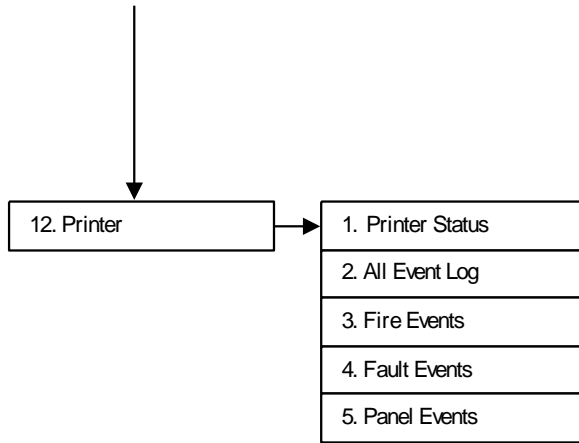 12. Printer
1. Printer Status
2. All Event Log
3. Fire Events
4. Fault Events
5. Panel Events